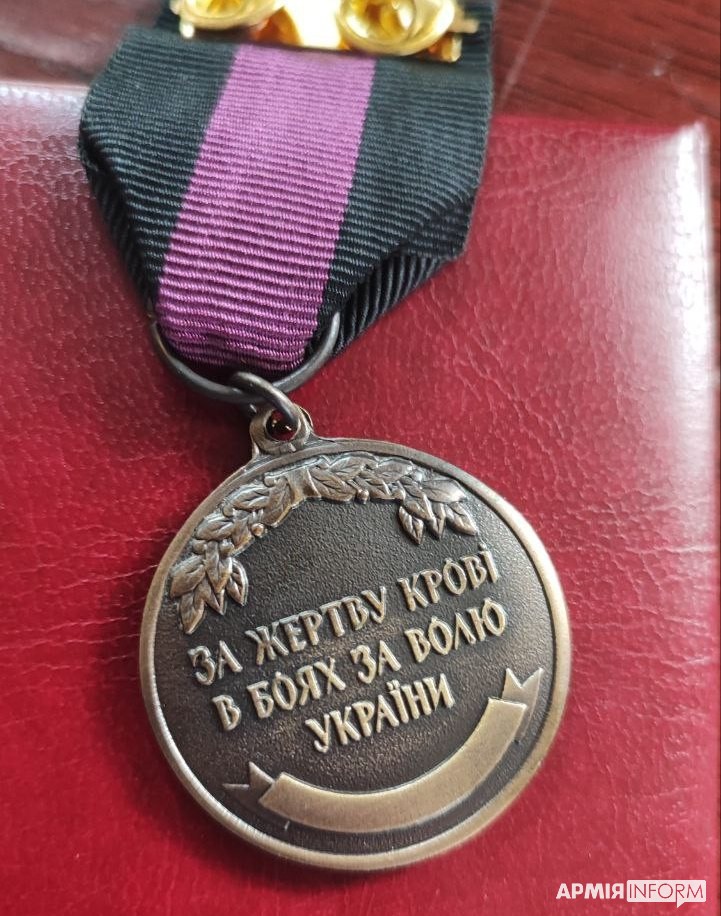 ЗА ЖЕРТВУ КРОВІ
В БОЯХ ЗА ВОЛЮ
УКРАЇНИ
АРМІЯINFORM